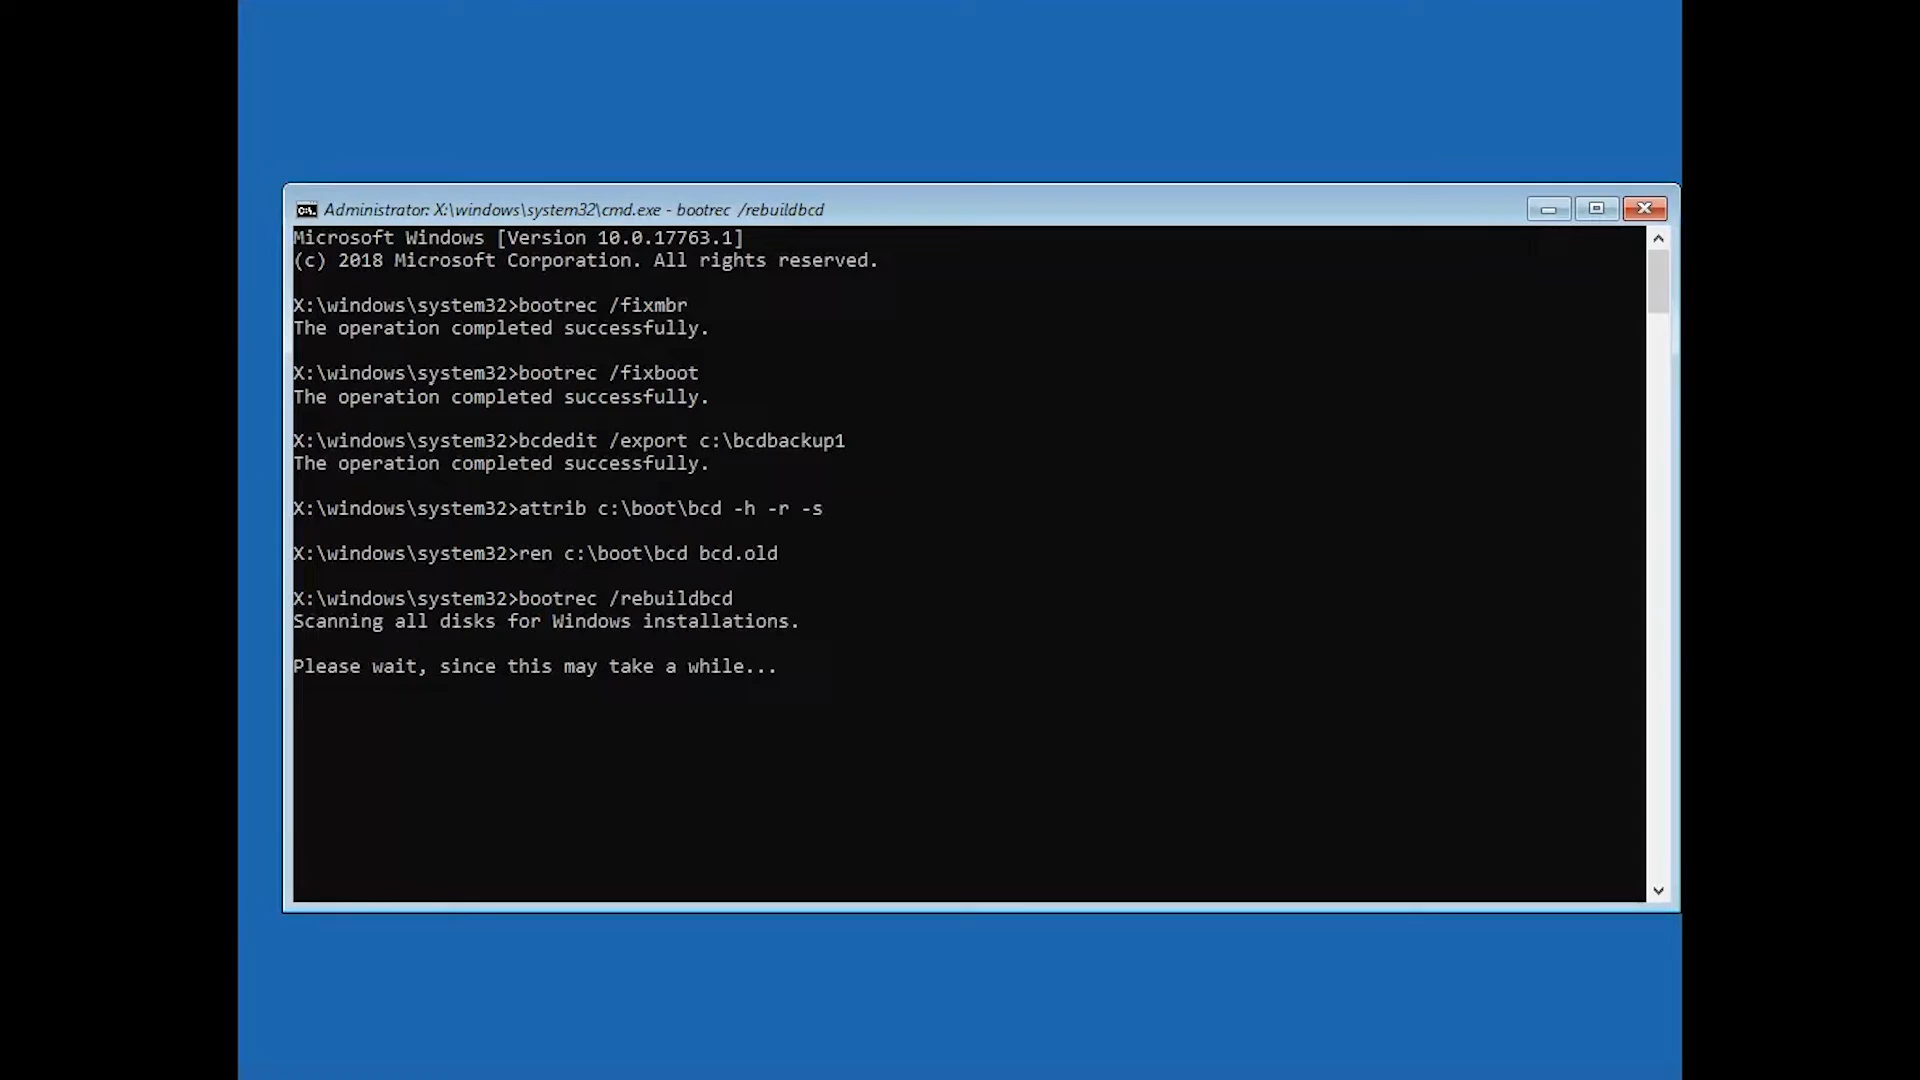 Administrator: X:\windows\system32\cmd.exe - bootrec /rebuildbcd
Microsoft Windows [Version 10.0.17763.1]
(c) 2018 Microsoft Corporation. All rights reserved.
X:\windows\system32>bootrec /fixmbr
The operation completed successfully.
X:\windows\system32>bootrec /fixboot
The operation completed successfully.
X:\windows\system32>bcdedit /export c:\bcdbackup1
The operation completed successfully.
X:\windows\system32>attrib c:\boot\bcd -h -r -s
X:\windows\system32>ren c:\boot\bcd bcd.old
X:\windows\system32>bootrec /rebuildbcd
Scanning all disks for Windows installations.
Please wait, since this may take a while...